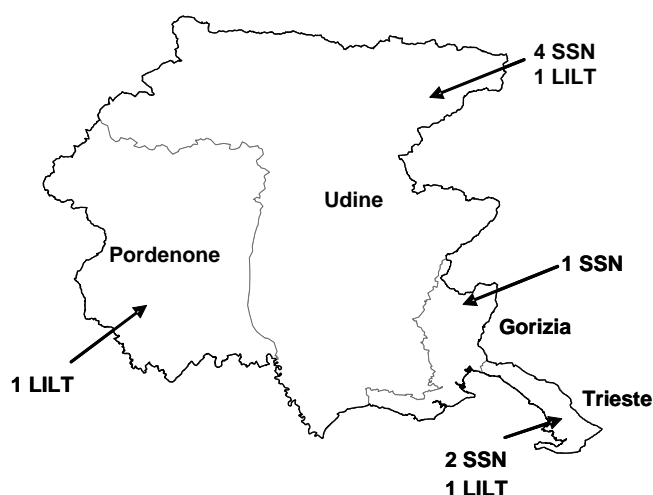 4 SSN
1 LILT
Udine
Pordenone
1 SSN
Gorizia
1 LILT
Trieste
2 SSN
1 LILT